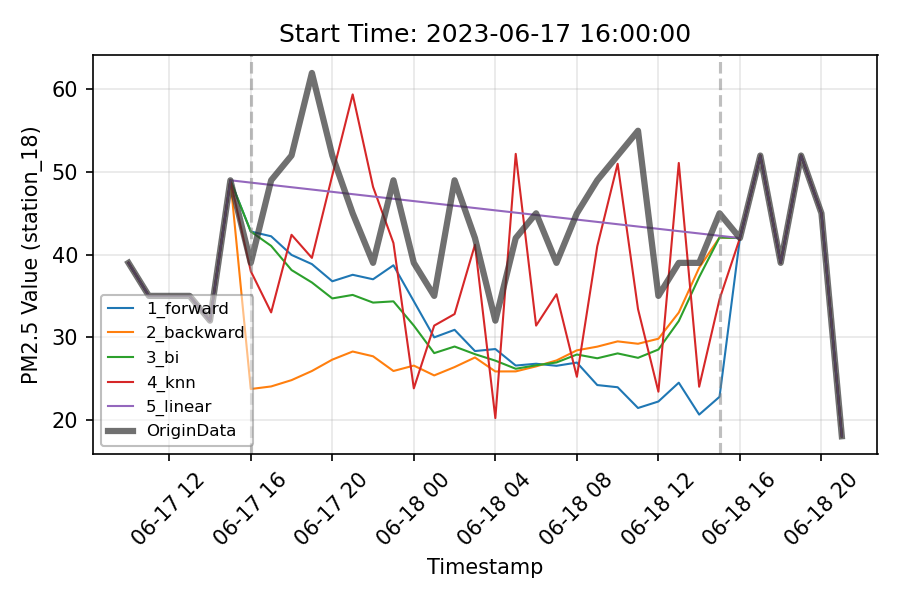 Start Time: 2023-06-17 16:00:00
PM2.5 Value (station_18)
60
50
40
30
20
1_forward
2_backward
3_bi
4_knn
5_linear
OriginData
06-17 12
06-17 16
06-17 20
06-18 00
06-18 04
06-18 08
06-18 12
06-18 16
06-18 20
Timestamp